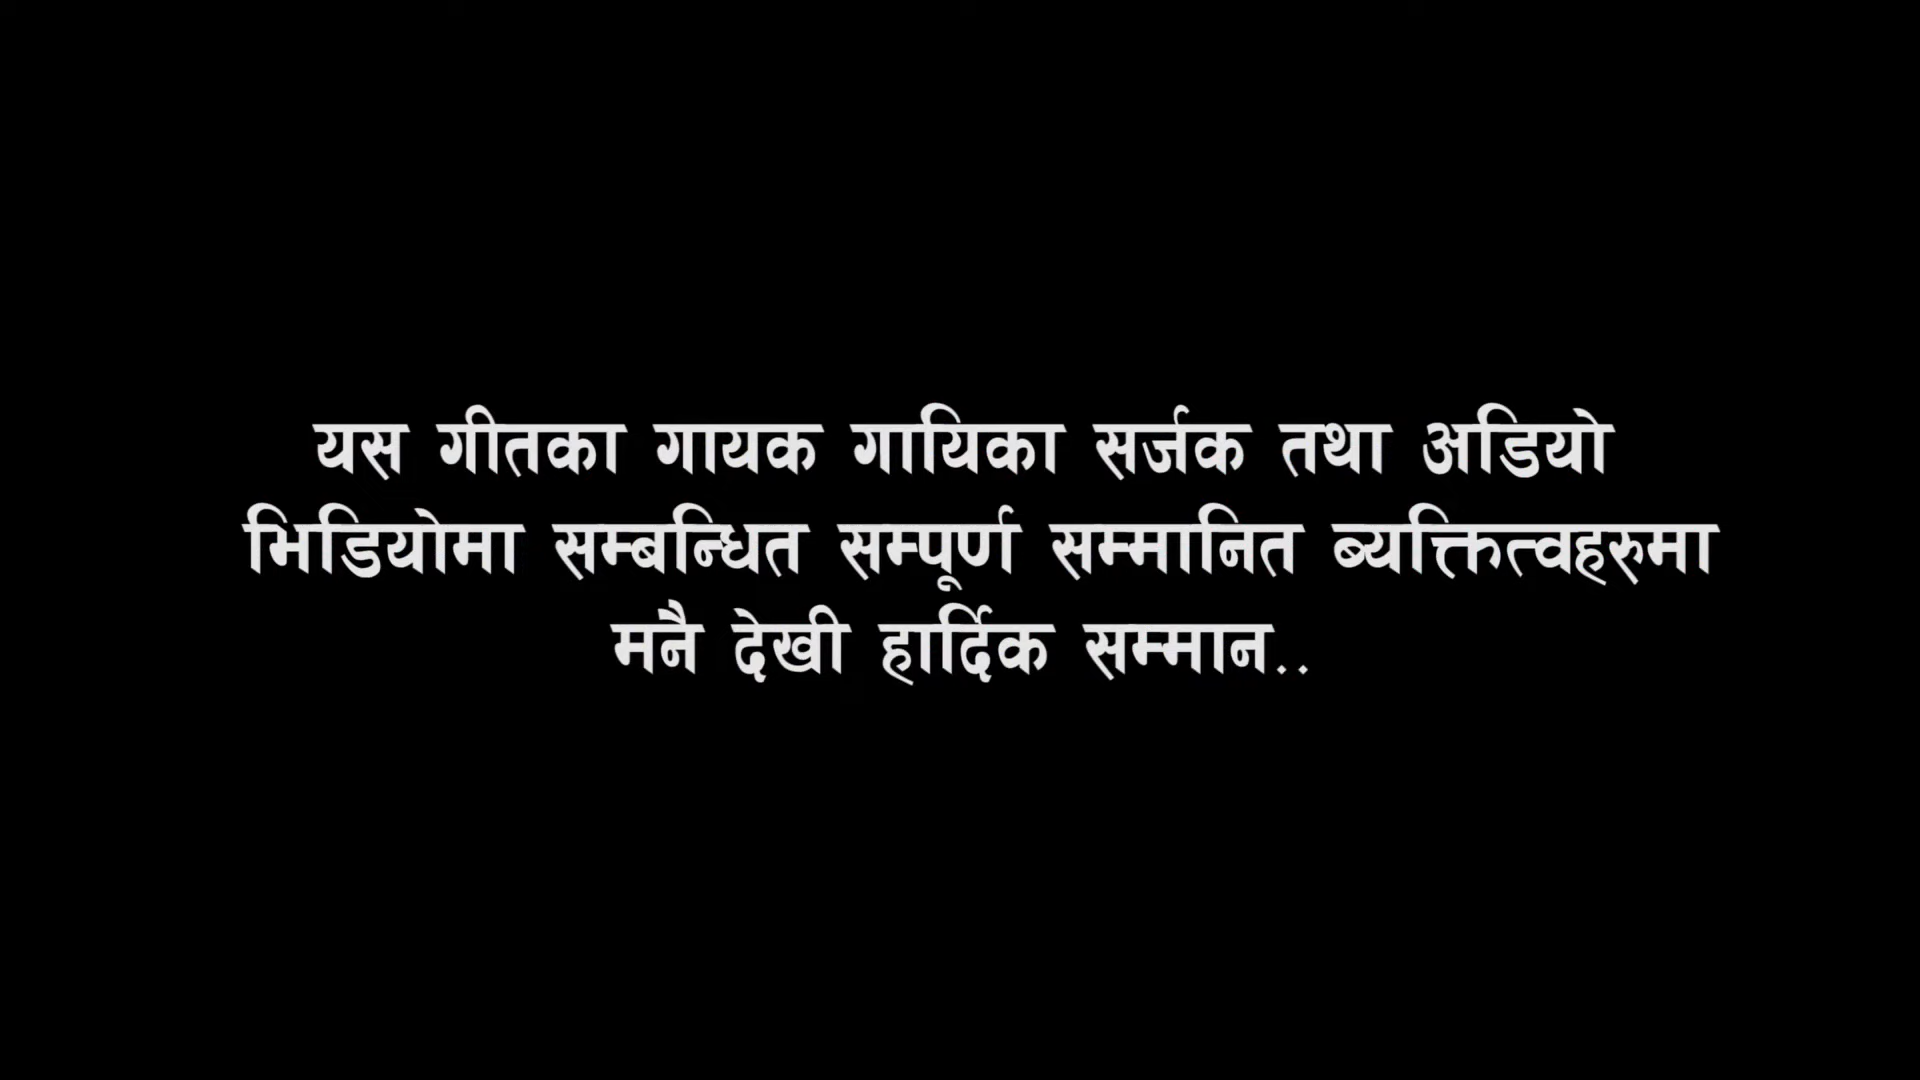 यस गीतका गायक गायिका सर्जक तथा अडियो
भिडियोमा सम्बन्धित सम्पूर्ण सम्मानित ब्यक्तित्वहरुमा
मनै देखी हार्दिक सम्मान..